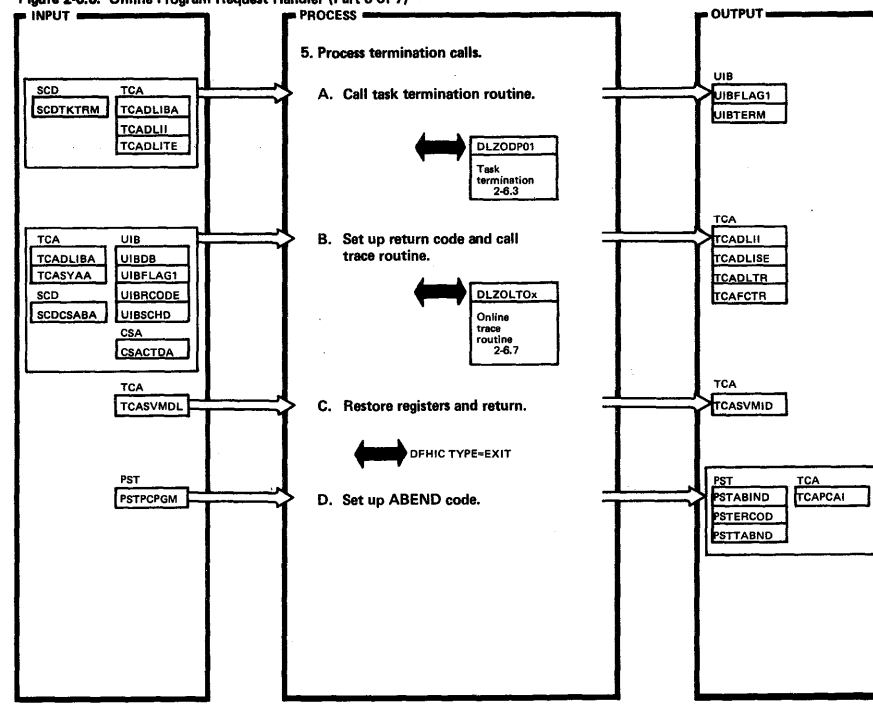 Figure 2-6.6. Online Program Request Handler (Part 5 of 7)
INPUT
PROCESS
OUTPUT
5. Process termination calls.
SCD TCA
SCDTKTRM TCADLIBA
TCADLII
TCADLITE
A. Call task termination routine.
DLZODP01
Task
termination
2-6.3
UIB
UIBFLAG1
UIBTERM
TCA UIB
TCADLIBA UIBDB
TCASYAA UIBFLAG1
SCD UIBRCODE
SCDCSABA UIBSCHD
CSA
CSACTDA
B. Set up return code and call
trace routine.
DLZOLTOx
Online
trace
routine
2-6.7
TCA
TCADLII
TCADLISE
TCADLTR
TCAFCTR
TCA
TCASVMDL
C. Restore registers and return.
DFHIC TYPE=EXIT
TCA
TCASVMID
PST
PSTPCPGM
D. Set up ABEND code.
PST TCA
PSTABIND TCAPCAI
PSTERCOD
PSTTABND